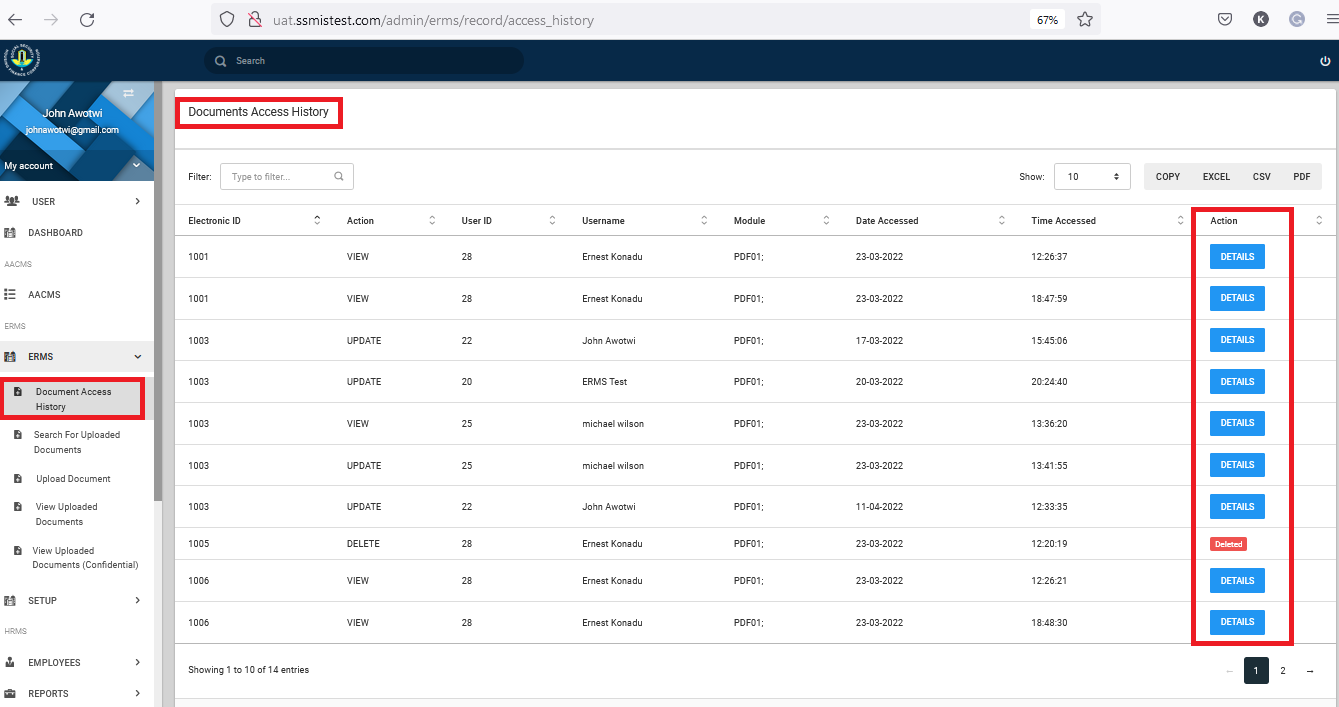 uat.ssmistest.com/admin/erms/record/access_history
67%
K
Search
John Awotwi
johnawotwi@gmail.com
My account
USER
DASHBOARD
AACMS
AACMS
ERMS
ERMS
Document Access
History
Search For Uploaded
Documents
Upload Document
View Uploaded
Documents
View Uploaded
Documents (Confidential)
SETUP
HRMS
EMPLOYEES
REPORTS
Documents Access History
Filter: Type to filter... Show: 10 COPY EXCEL CSV PDF
Electronic ID Action User ID Username Module Date Accessed Time Accessed Action
1001 VIEW 28 Ernest Konadu PDF01; 23-03-2022 12:26:37 DETAILS
1001 VIEW 28 Ernest Konadu PDF01; 23-03-2022 18:47:59 DETAILS
1003 UPDATE 22 John Awotwi PDF01; 17-03-2022 15:45:06 DETAILS
1003 UPDATE 20 ERMS Test PDF01; 20-03-2022 20:24:40 DETAILS
1003 VIEW 25 michael wilson PDF01; 23-03-2022 13:36:20 DETAILS
1003 UPDATE 25 michael wilson PDF01; 23-03-2022 13:41:55 DETAILS
1003 UPDATE 22 John Awotwi PDF01; 11-04-2022 12:33:35 DETAILS
1005 DELETE 28 Ernest Konadu PDF01; 23-03-2022 12:20:19 Deleted
1006 VIEW 28 Ernest Konadu PDF01; 23-03-2022 12:26:21 DETAILS
1006 VIEW 28 Ernest Konadu PDF01; 23-03-2022 18:48:30 DETAILS
Showing 1 to 10 of 14 entries ← 1 2 →